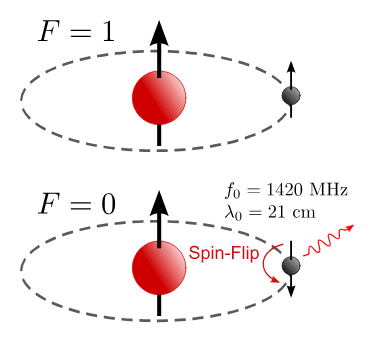 F = 1
F = 0
f₀ = 1420 MHz
λ₀ = 21 cm
Spin-Flip